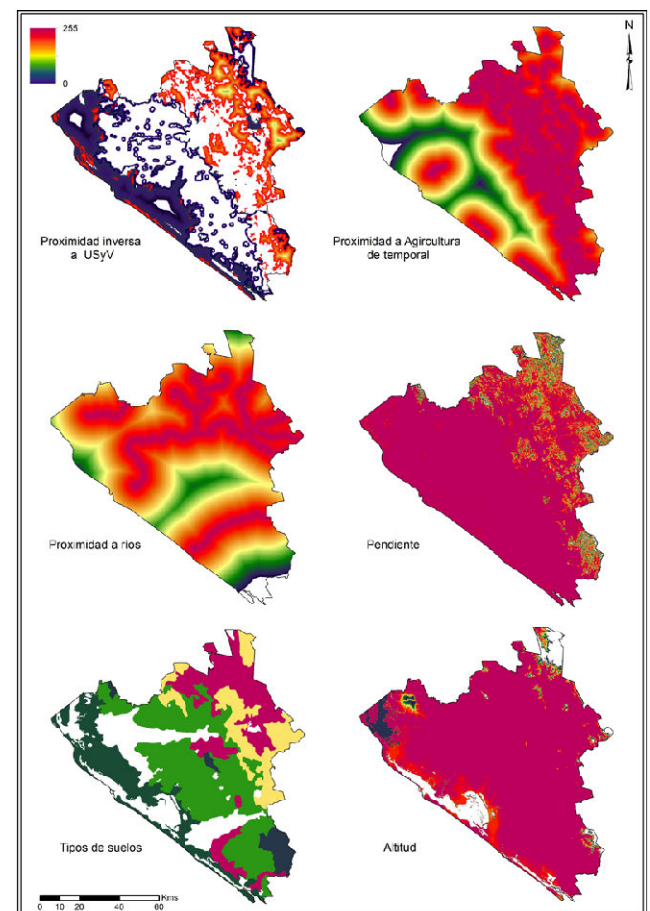 255
0
N
Proximidad inversa
a USyV
Proximidad a Agircultura
de temporal
Proximidad a ríos
Pendiente
Tipos de suelos
Altitud
Kms
0 10 20 40 60